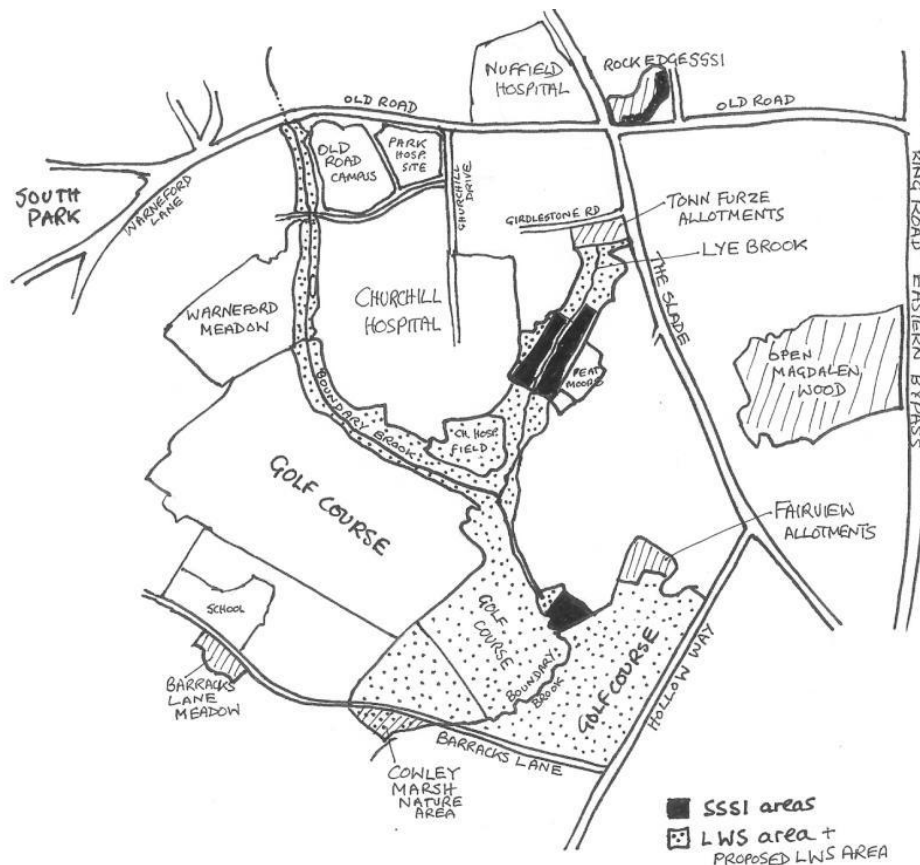 ROCK EDGE SSSI
NUFFIELD
HOSPITAL
OLD ROAD
OLD ROAD
OLD
ROAD
CAMPUS
PARK
HOSP.
SITE
CHURCHILL
DRIVE
SOUTH
PARK
WARNEFORD
LANE
GIRDLESTONE RD
TOWN FURZE
ALLOTMENTS
LYE BROOK
RING ROAD EASTERN BYPASS
THE SLADE
WARNEFORD
MEADOW
CHURCHILL
HOSPITAL
PEAT
MOORS
OPEN
MAGDALEN
WOOD
BOUNDARY BROOK
CH. HOSP.
FIELD
GOLF COURSE
FAIRVIEW
ALLOTMENTS
SCHOOL
GOLF
COURSE
BOUNDARY
BROOK
GOLF COURSE
HOLLOW WAY
BARRACKS
LANE
MEADOW
BARRACKS LANE
COWLEY
MARSH
NATURE
AREA
SSSI areas
LWS area +
PROPOSED LWS AREA